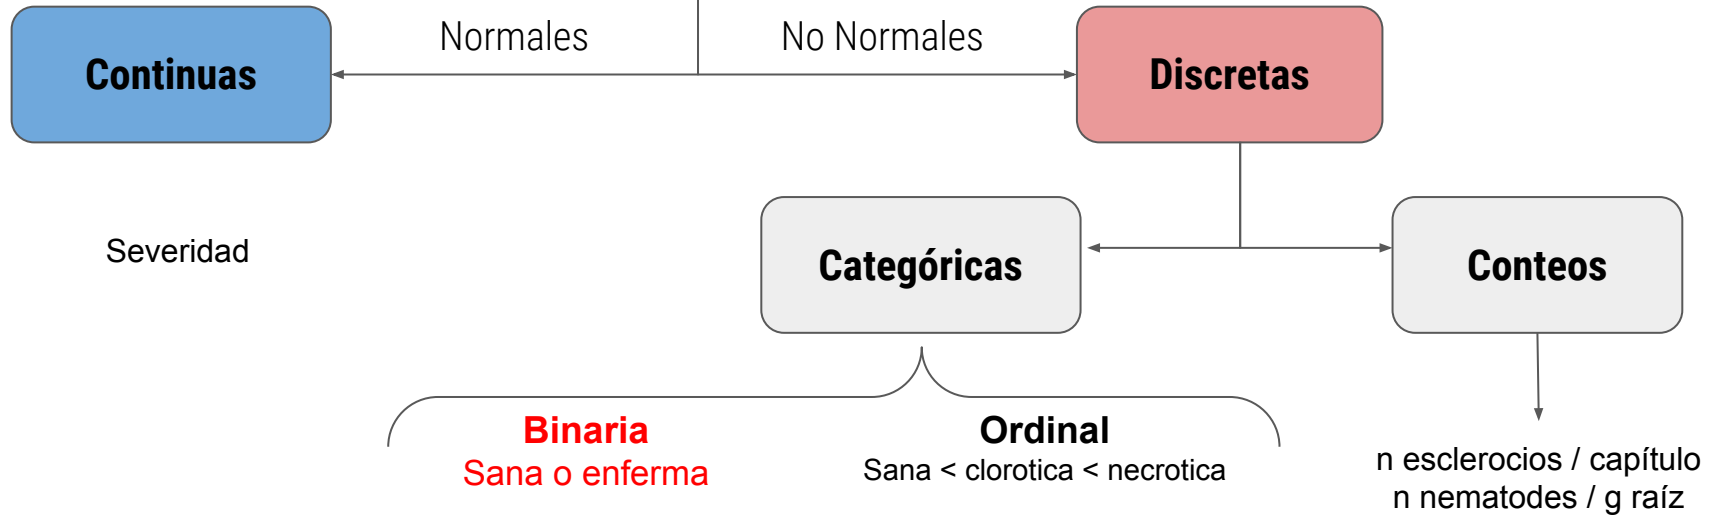 Normales
No Normales
Continuas
Discretas
Severidad
Categóricas
Conteos
Binaria
Sana o enferma
Ordinal
Sana < clorotica < necrotica
n esclerocios / capítulo
n nematodes / g raíz